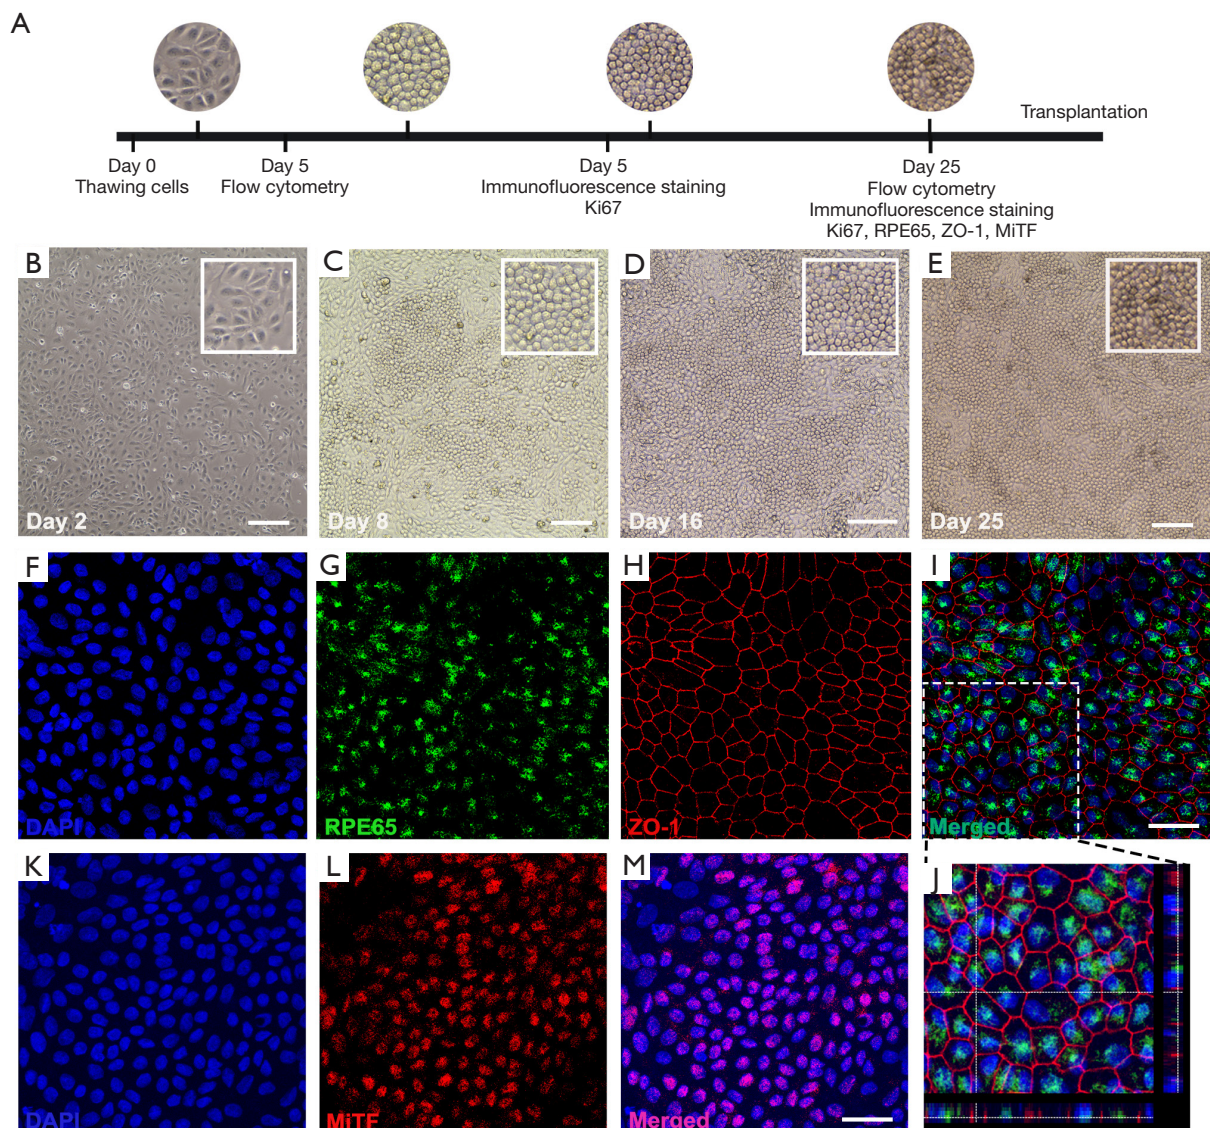 A
Transplantation
Day 0
Thawing cells
Day 5
Flow cytometry
Day 5
Immunofluorescence staining
Ki67
Day 25
Flow cytometry
Immunofluorescence staining
Ki67, RPE65, ZO-1, MiTF
B
Day 2
C
Day 8
D
Day 16
E
Day 25
F
DAPI
G
RPE65
H
ZO-1
I
Merged
K
DAPI
L
MiTF
M
Merged
J